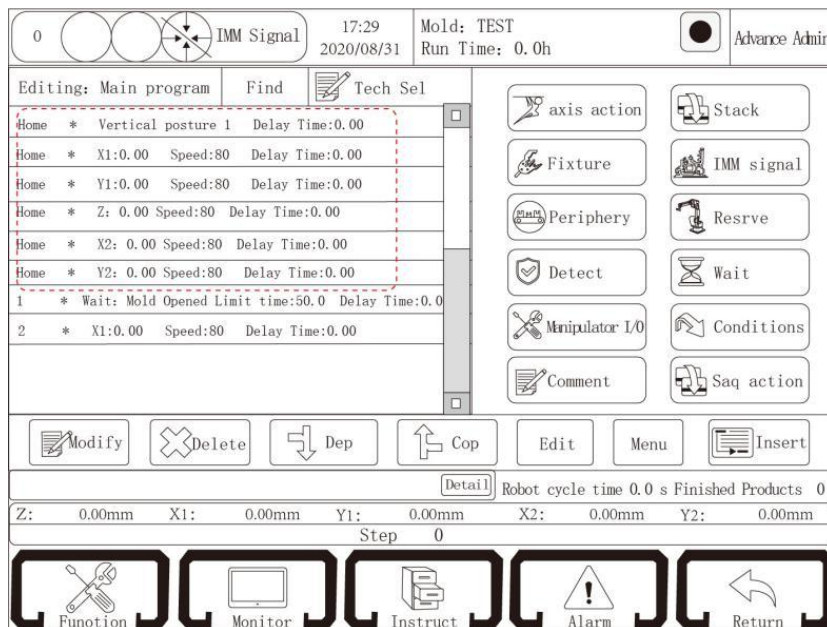 0 IMM Signal 17:29 2020/08/31 Mold: TEST Run Time: 0.0h Advance Admin
Editing: Main program Find Tech Sel
Home * Vertical posture 1 Delay Time:0.00
Home * X1:0.00 Speed:80 Delay Time:0.00
Home * Y1:0.00 Speed:80 Delay Time:0.00
Home * Z: 0.00 Speed:80 Delay Time:0.00
Home * X2: 0.00 Speed:80 Delay Time:0.00
Home * Y2: 0.00 Speed:80 Delay Time:0.00
1 * Wait: Mold Opened Limit time:50.0 Delay Time:0.0
2 * X1:0.00 Speed:80 Delay Time:0.00
axis action Stack
Fixture IMM signal
Periphery Resrve
Detect Wait
Manipulator I/O Conditions
Comment Saq action
Modify Delete Dep Cop Edit Menu Insert
Detail Robot cycle time 0.0 s Finished Products 0
Z: 0.00mm X1: 0.00mm Y1: 0.00mm X2: 0.00mm Y2: 0.00mm
Step 0
Funotion Monitor Instruct Alarm Return